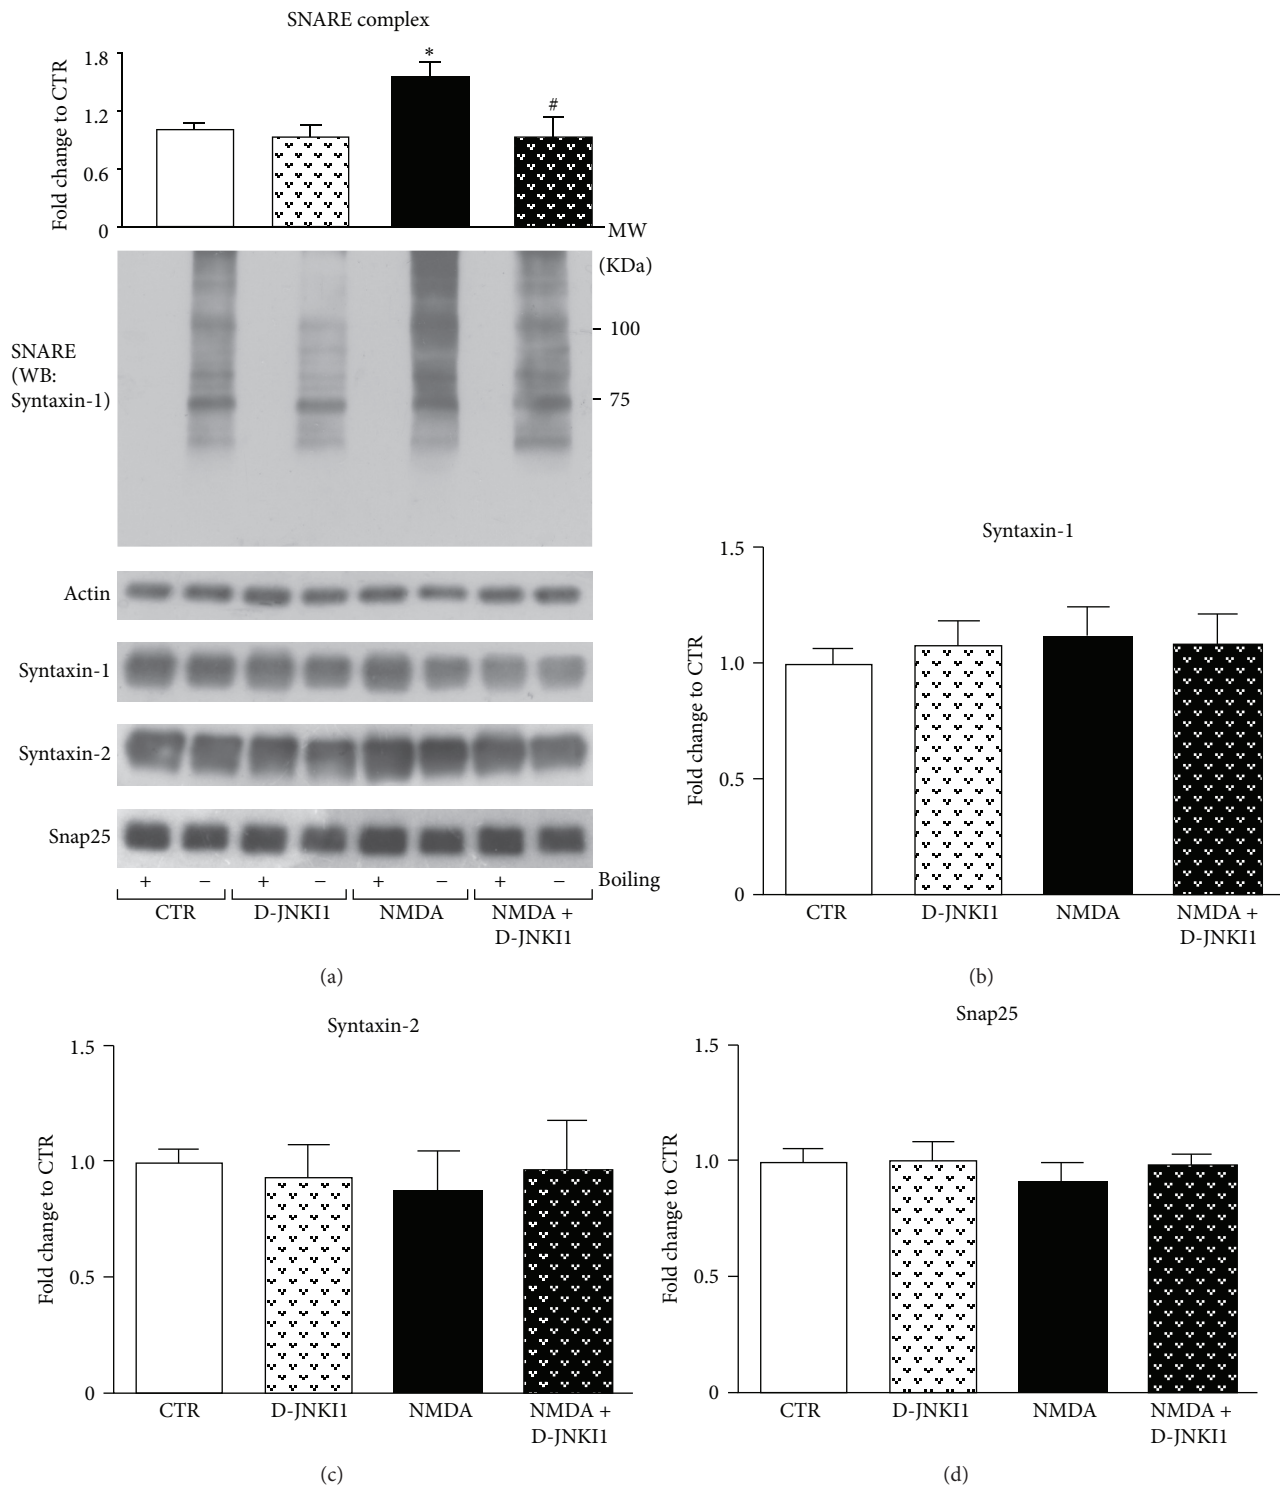 SNARE complex
Fold change to CTR
1.8
1.2
0.6
0
*
#
MW
(KDa)
100
75
SNARE
(WB:
Syntaxin-1)
Actin
Syntaxin-1
Syntaxin-2
Snap25
+ − + − + − + − Boiling
CTR D-JNKI1 NMDA NMDA +
D-JNKI1
(a)
Syntaxin-1
Fold change to CTR
1.5
1.0
0.5
0
CTR D-JNKI1 NMDA NMDA +
D-JNKI1
(b)
Syntaxin-2
Fold change to CTR
1.5
1.0
0.5
0
CTR D-JNKI1 NMDA NMDA +
D-JNKI1
(c)
Snap25
Fold change to CTR
1.5
1.0
0.5
0
CTR D-JNKI1 NMDA NMDA +
D-JNKI1
(d)